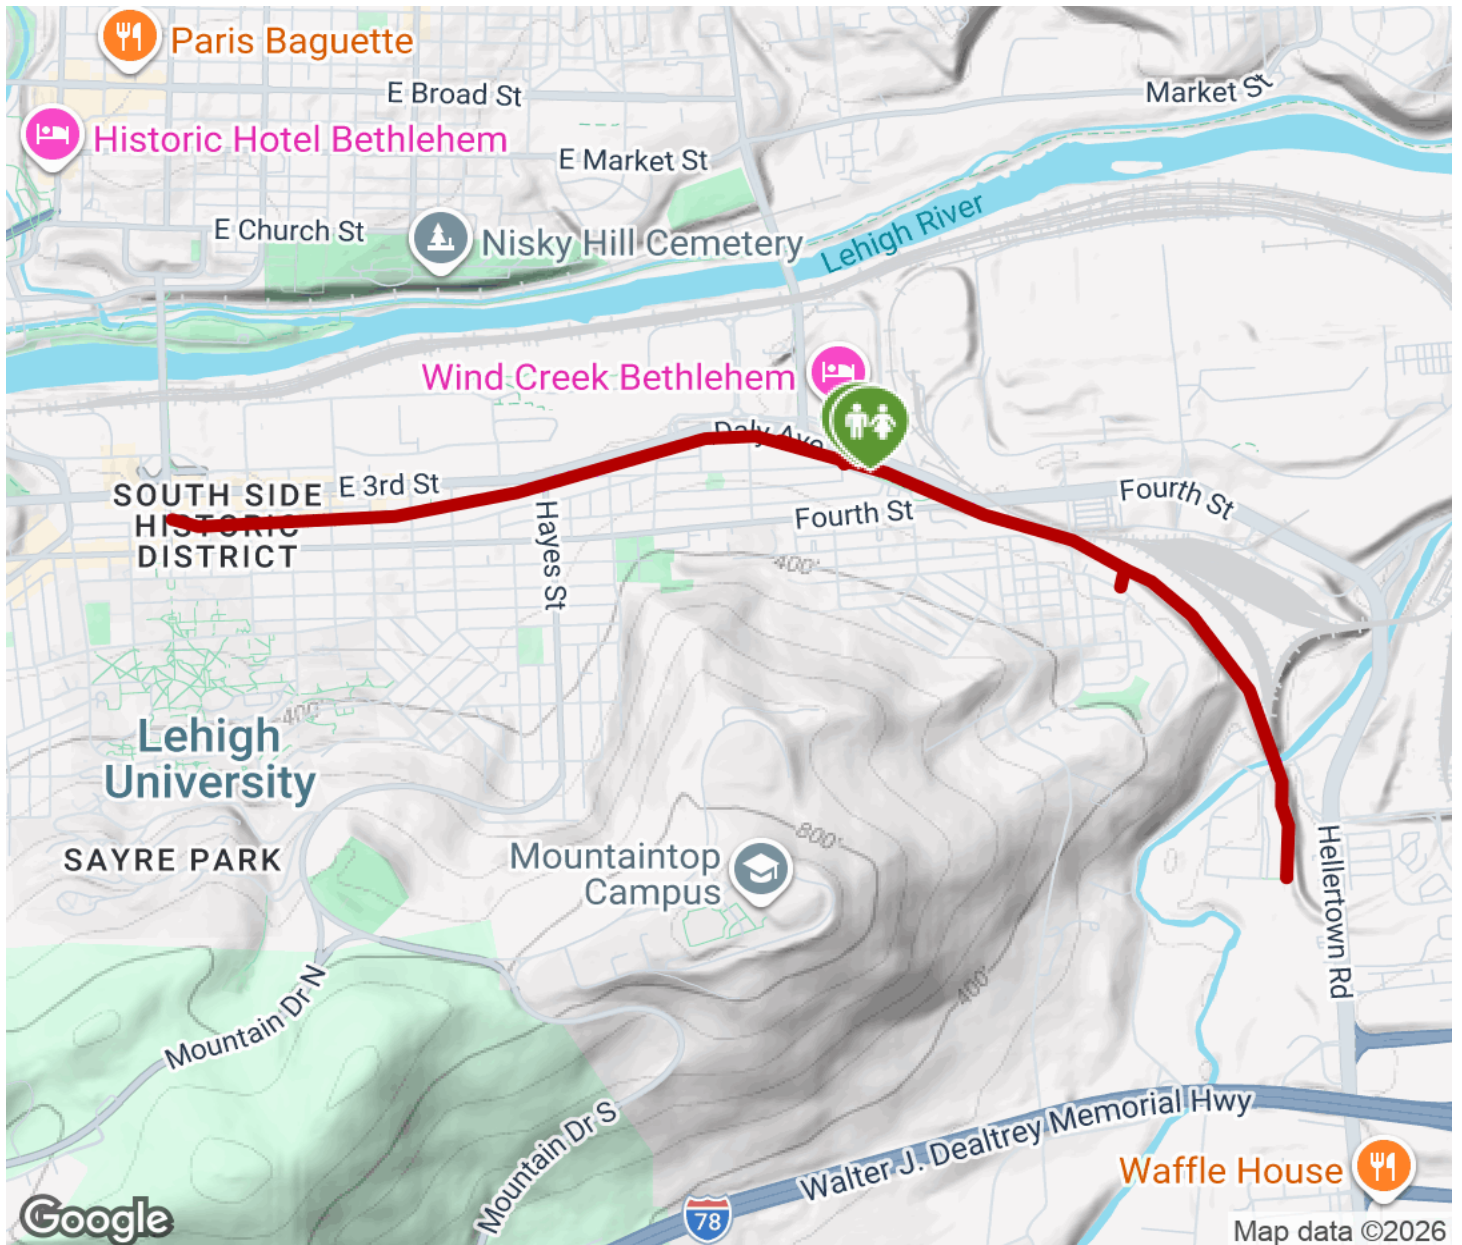 Paris Baguette
E Broad St
Market St
Historic Hotel Bethlehem
E Market St
E Church St
Nisky Hill Cemetery
Lehigh River
Wind Creek Bethlehem
Daly Ave
E 3rd St
SOUTH SIDE
HISTORIC
DISTRICT
Fourth St
Fourth St
Hayes St
400'
400'
Lehigh
University
SAYRE PARK
Mountaintop
Campus
800'
Hellertown Rd
400'
Mountain Dr N
Mountain Dr S
Walter J. Dealtrey Memorial Hwy
Waffle House
78
Google
Map data ©2026